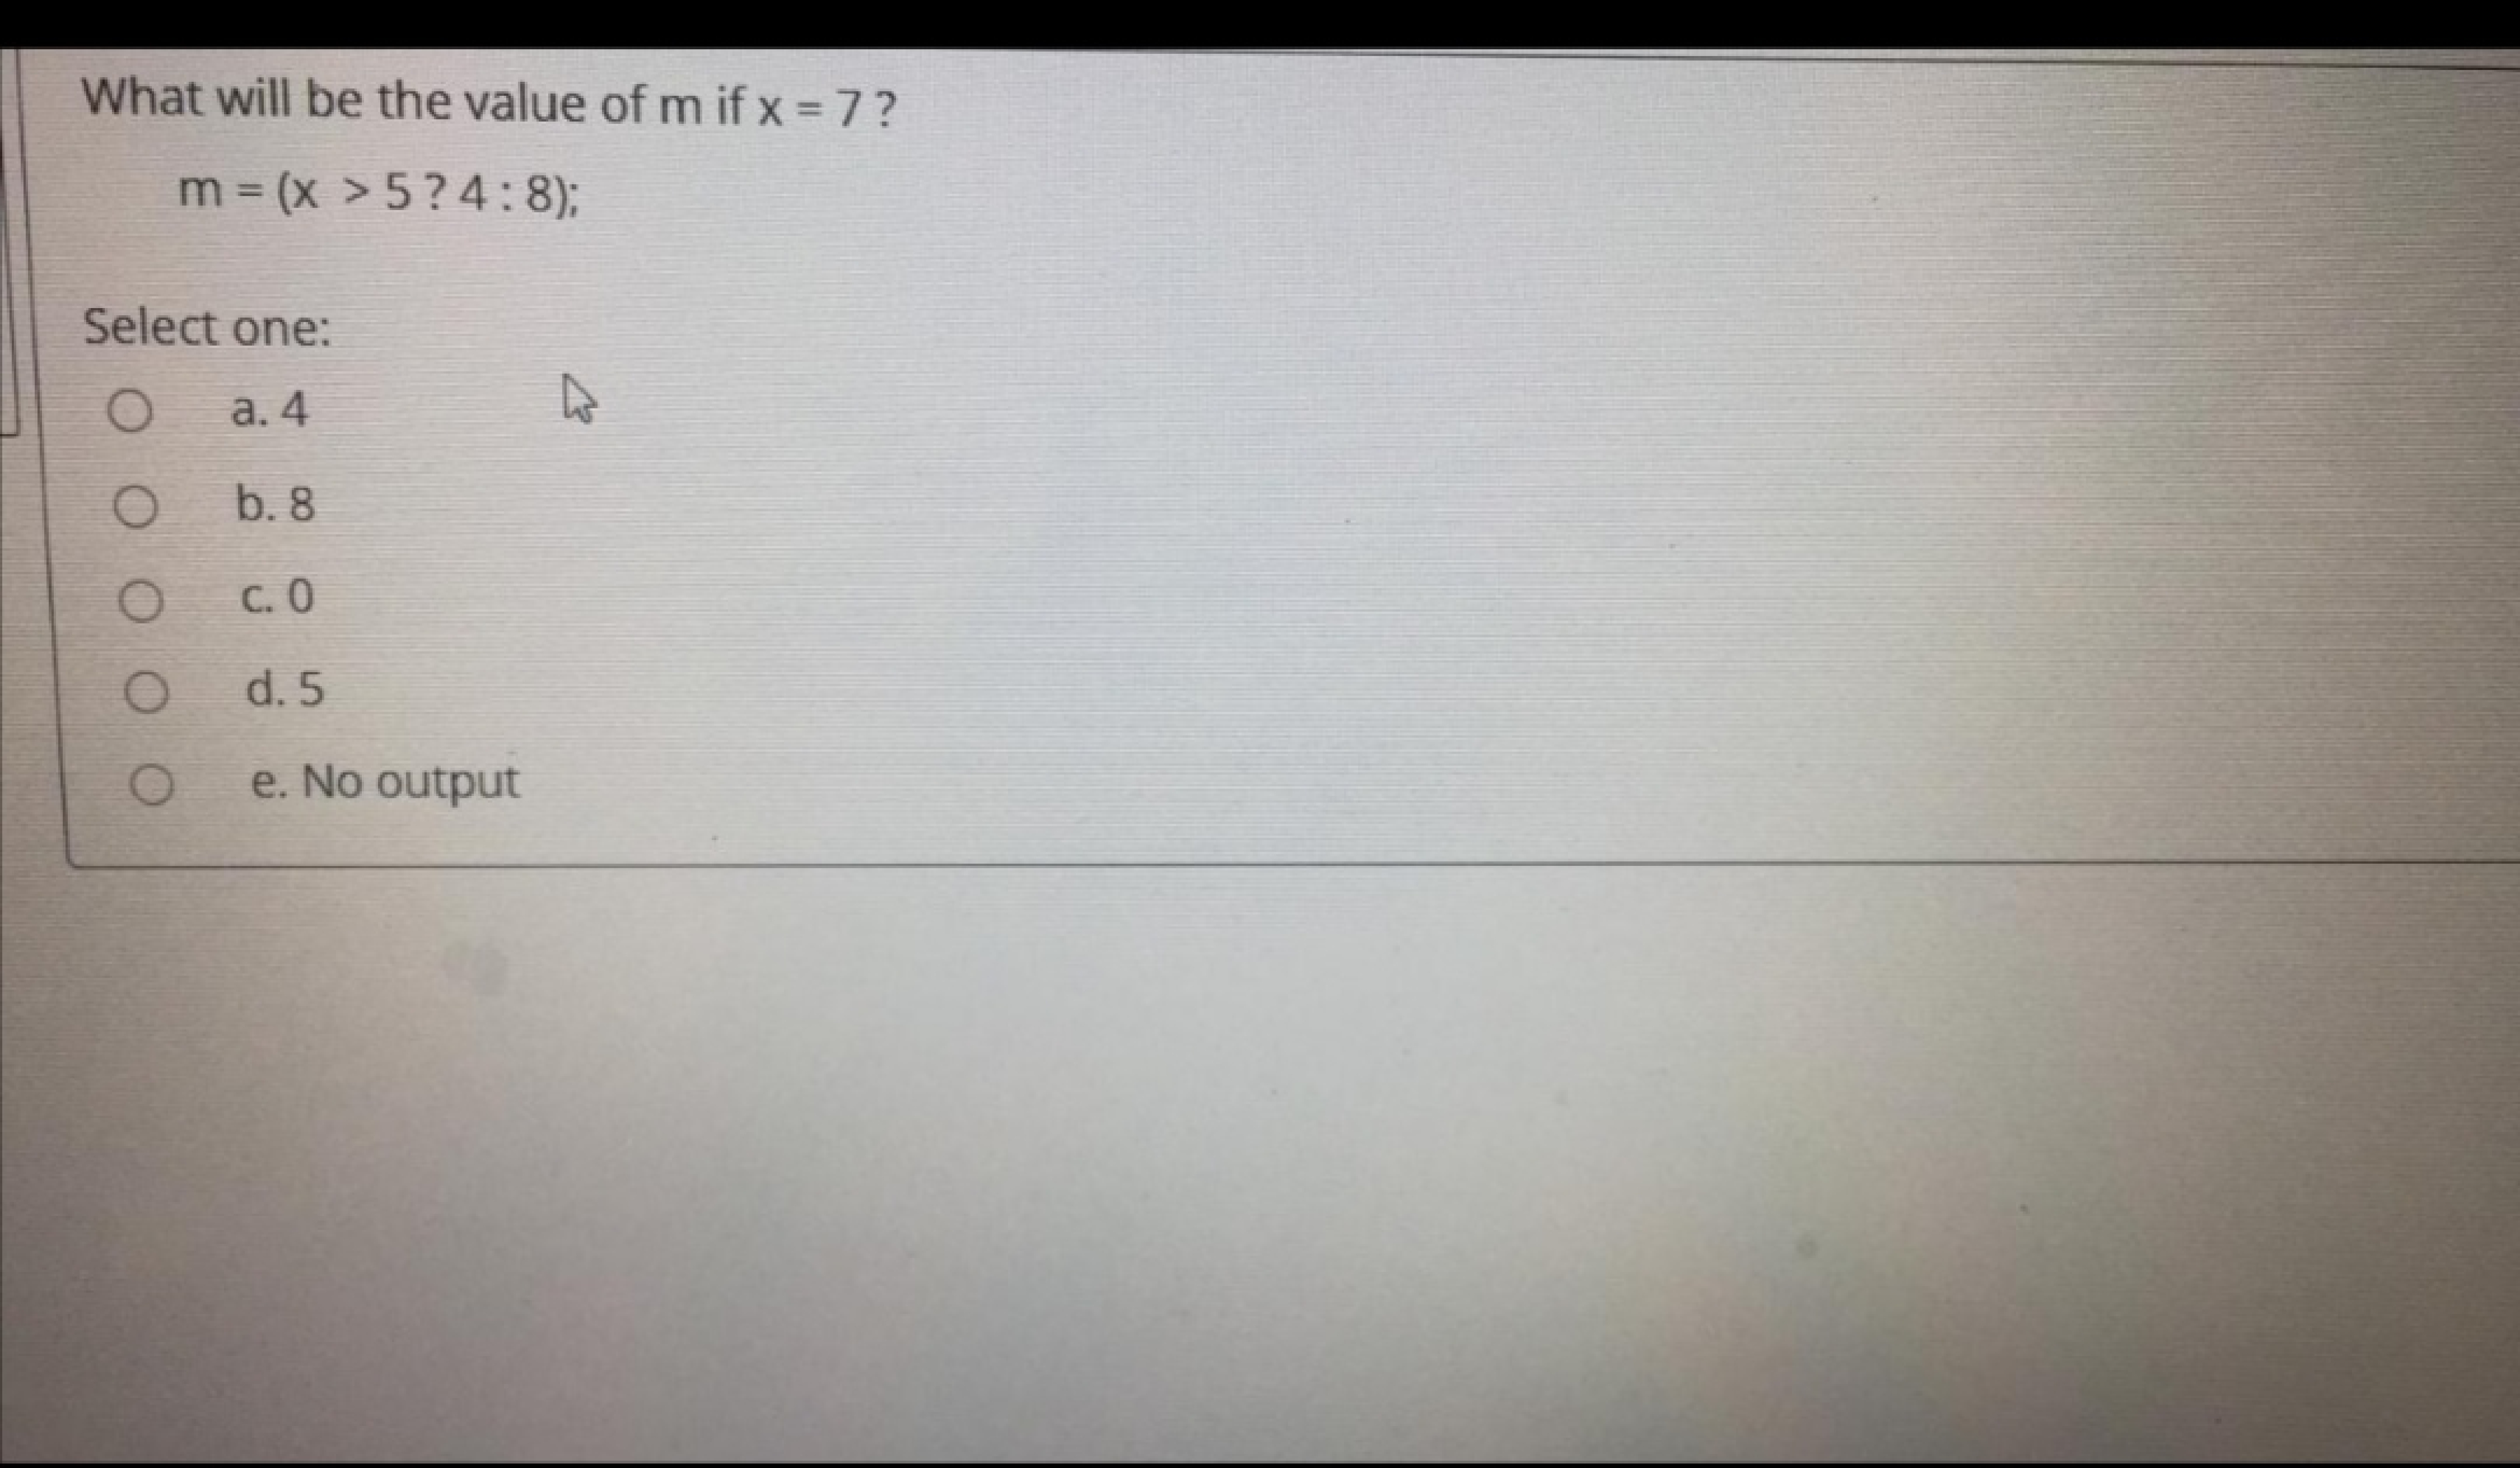 What will be the value of m if x = 7 ?
m = (x > 5 ? 4 : 8);
Select one:
a. 4
b. 8
c. 0
d. 5
e. No output